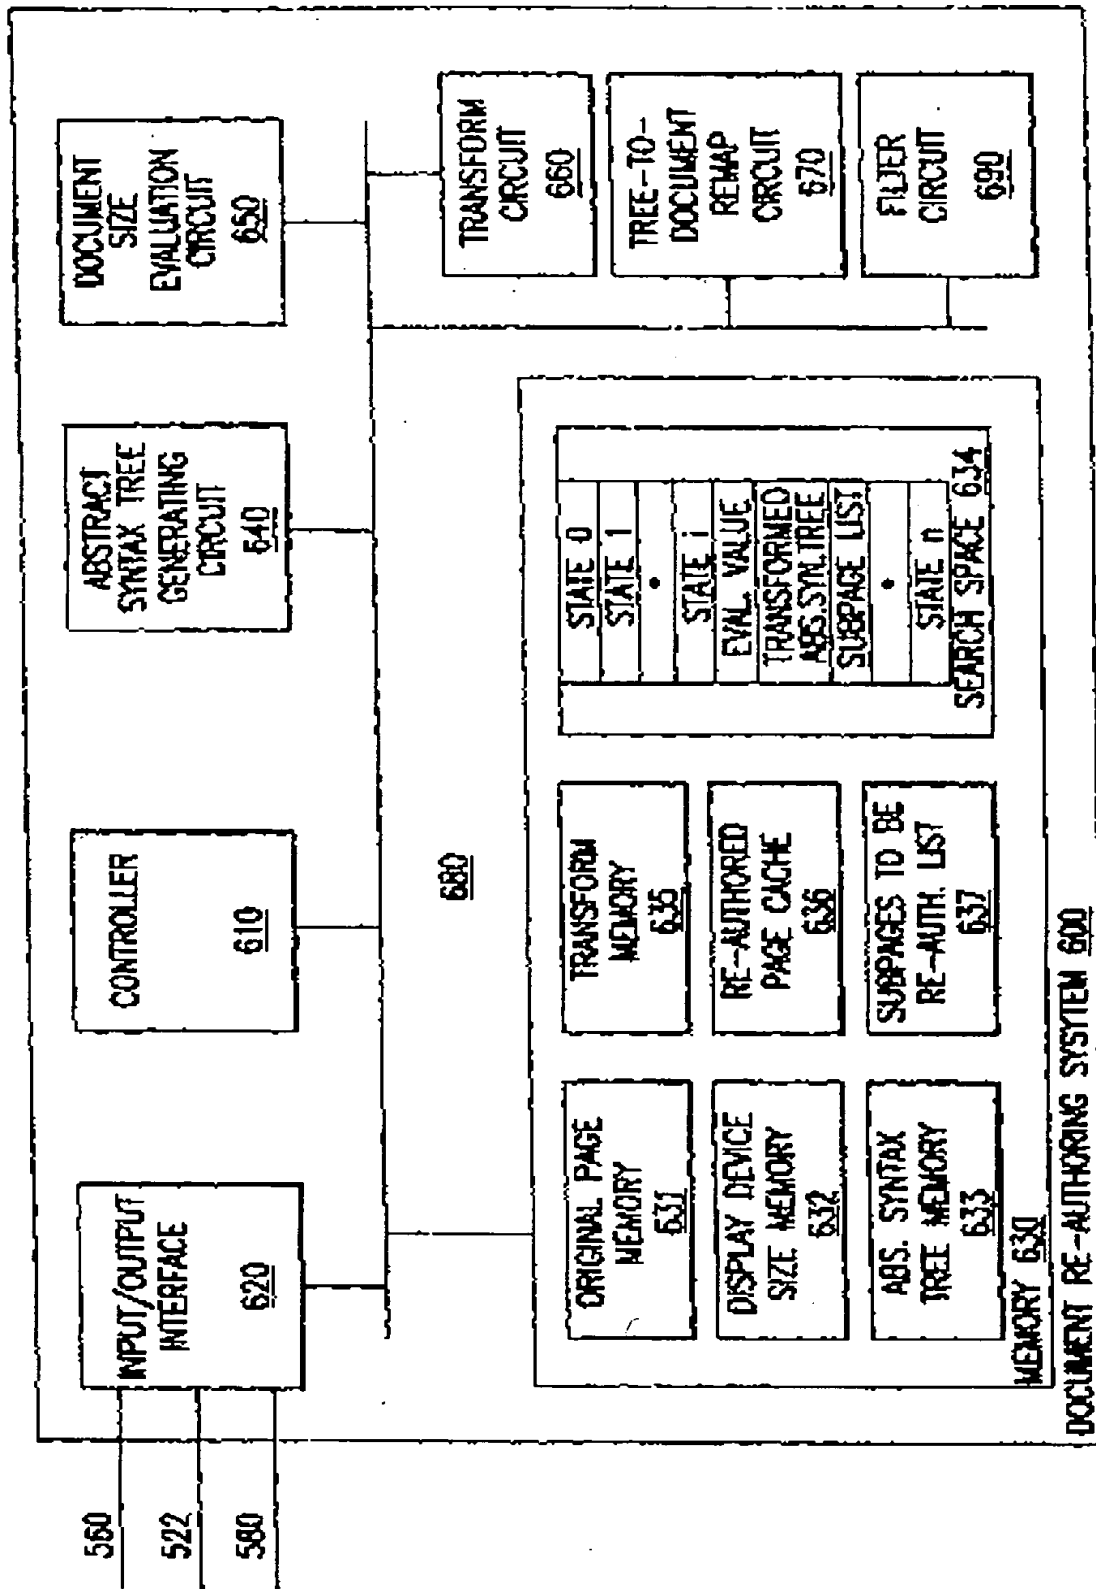 560
522
580
INPUT/OUTPUT
INTERFACE
620
CONTROLLER
610
ABSTRACT
SYNTAX TREE
GENERATING
CIRCUIT
640
DOCUMENT
SIZE
EVALUATION
CIRCUIT
650
680
TRANSFORM
CIRCUIT
660
TREE-TO-
DOCUMENT
REMAP
CIRCUIT
670
FILTER
CIRCUIT
690
ORIGINAL PAGE
MEMORY
631
DISPLAY DEVICE
SIZE MEMORY
632
ABS. SYNTAX
TREE MEMORY
633
TRANSFORM
MEMORY
635
RE-AUTHORED
PAGE CACHE
636
SUBPAGES TO BE
RE-AUTH. LIST
637
STATE 0
STATE 1
•
STATE i
EVAL. VALUE
TRANSFORMED
ABS.SYN.TREE
SUBPAGE LIST
•
STATE n
SEARCH SPACE 634
MEMORY 630
DOCUMENT RE-AUTHORING SYSYTEM 600